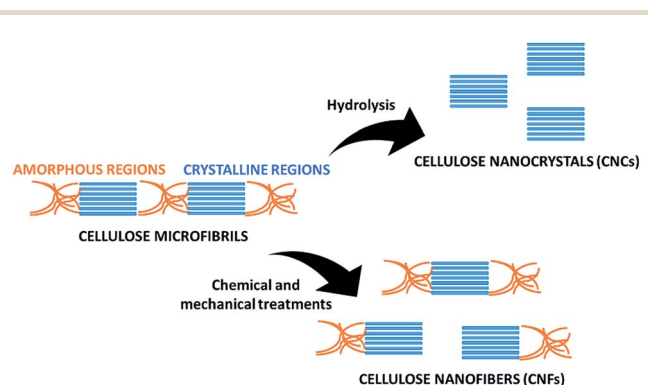 Hydrolysis
CELLULOSE NANOCRYSTALS (CNCs)
AMORPHOUS REGIONS CRYSTALLINE REGIONS
CELLULOSE MICROFIBRILS
Chemical and
mechanical treatments
CELLULOSE NANOFIBERS (CNFs)